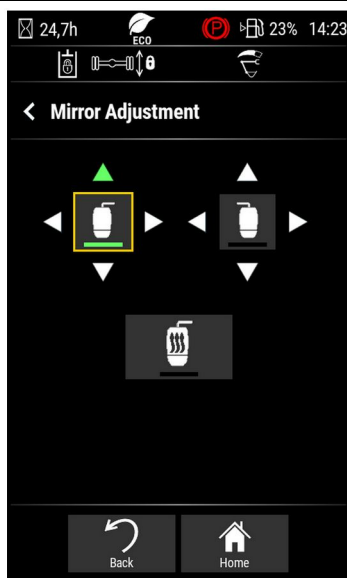 24,7h
ECO
(P)
23%
14:23
Mirror Adjustment
Back
Home